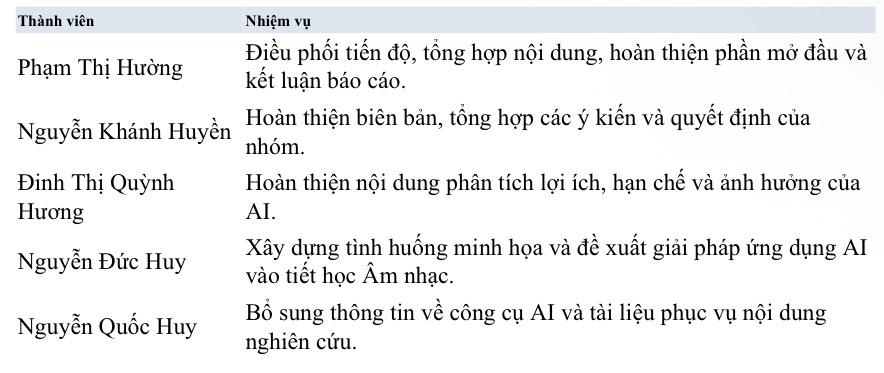 Thành viên Nhiệm vụ
Phạm Thị Hường
Điều phối tiến độ, tổng hợp nội dung, hoàn thiện phần mở đầu và
kết luận báo cáo.
Nguyễn Khánh Huyền
Hoàn thiện biên bản, tổng hợp các ý kiến và quyết định của
nhóm.
Đinh Thị Quỳnh
Hương
Hoàn thiện nội dung phân tích lợi ích, hạn chế và ảnh hưởng của
AI.
Nguyễn Đức Huy
Xây dựng tình huống minh họa và đề xuất giải pháp ứng dụng AI
vào tiết học Âm nhạc.
Nguyễn Quốc Huy
Bổ sung thông tin về công cụ AI và tài liệu phục vụ nội dung
nghiên cứu.